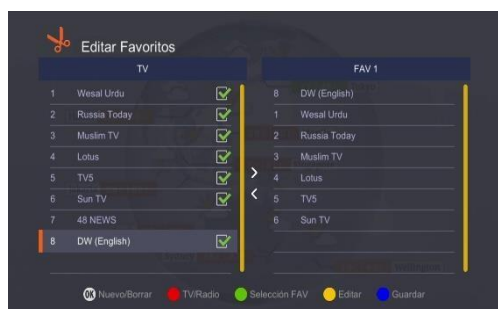 Editar Favoritos
TV
FAV 1
1 Wesal Urdu
2 Russia Today
3 Muslim TV
4 Lotus
5 TV5
6 Sun TV
7 48 NEWS
8 DW (English)
8 DW (English)
1 Wesal Urdu
2 Russia Today
3 Muslim TV
4 Lotus
5 TV5
6 Sun TV
OK Nuevo/Borrar TV/Radio Selección FAV Editar Guardar